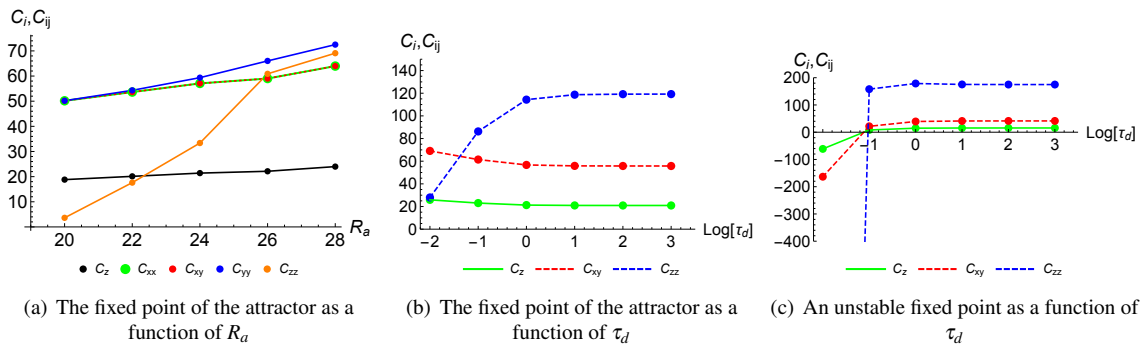 C_i, C_ij
70
60
50
40
30
20
10
20 22 24 26 28
R_a
C_z C_xx C_xy C_yy C_zz
(a) The fixed point of the attractor as a
function of R_a
C_i, C_ij
140
120
100
80
60
40
20
0
−2 −1 0 1 2 3
Log[τ_d]
C_z C_xy C_zz
(b) The fixed point of the attractor as a
function of τ_d
C_i, C_ij
200
100
0
−100
−200
−300
−400
−1 0 1 2 3
Log[τ_d]
C_z C_xy C_zz
(c) An unstable fixed point as a function of
τ_d